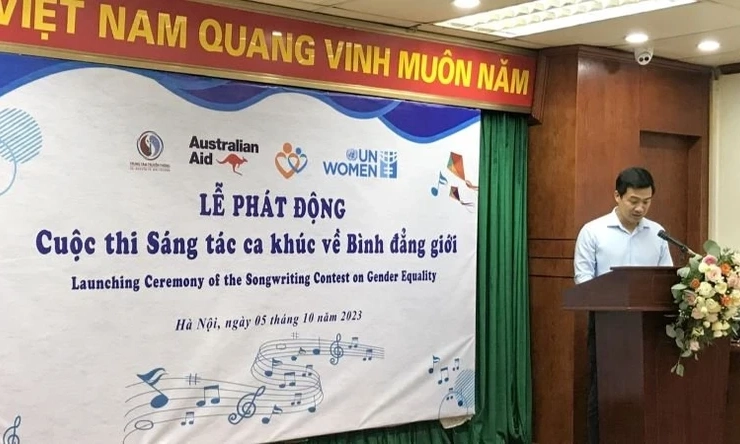 VIỆT NAM QUANG VINH MUÔN NĂM
Australian
Aid
UN
WOMEN
LỄ PHÁT ĐỘNG
Cuộc thi Sáng tác ca khúc về Bình đẳng giới
Launching Ceremony of the Songwriting Contest on Gender Equality
Hà Nội, ngày 05 tháng 10 năm 2023